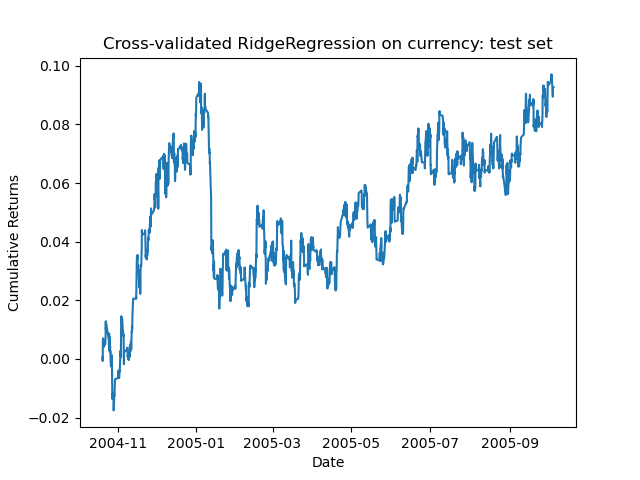 Cross-validated RidgeRegression on currency: test set
0.10
0.08
0.06
0.04
0.02
0.00
−0.02
Cumulative Returns
2004-11 2005-01 2005-03 2005-05 2005-07 2005-09
Date